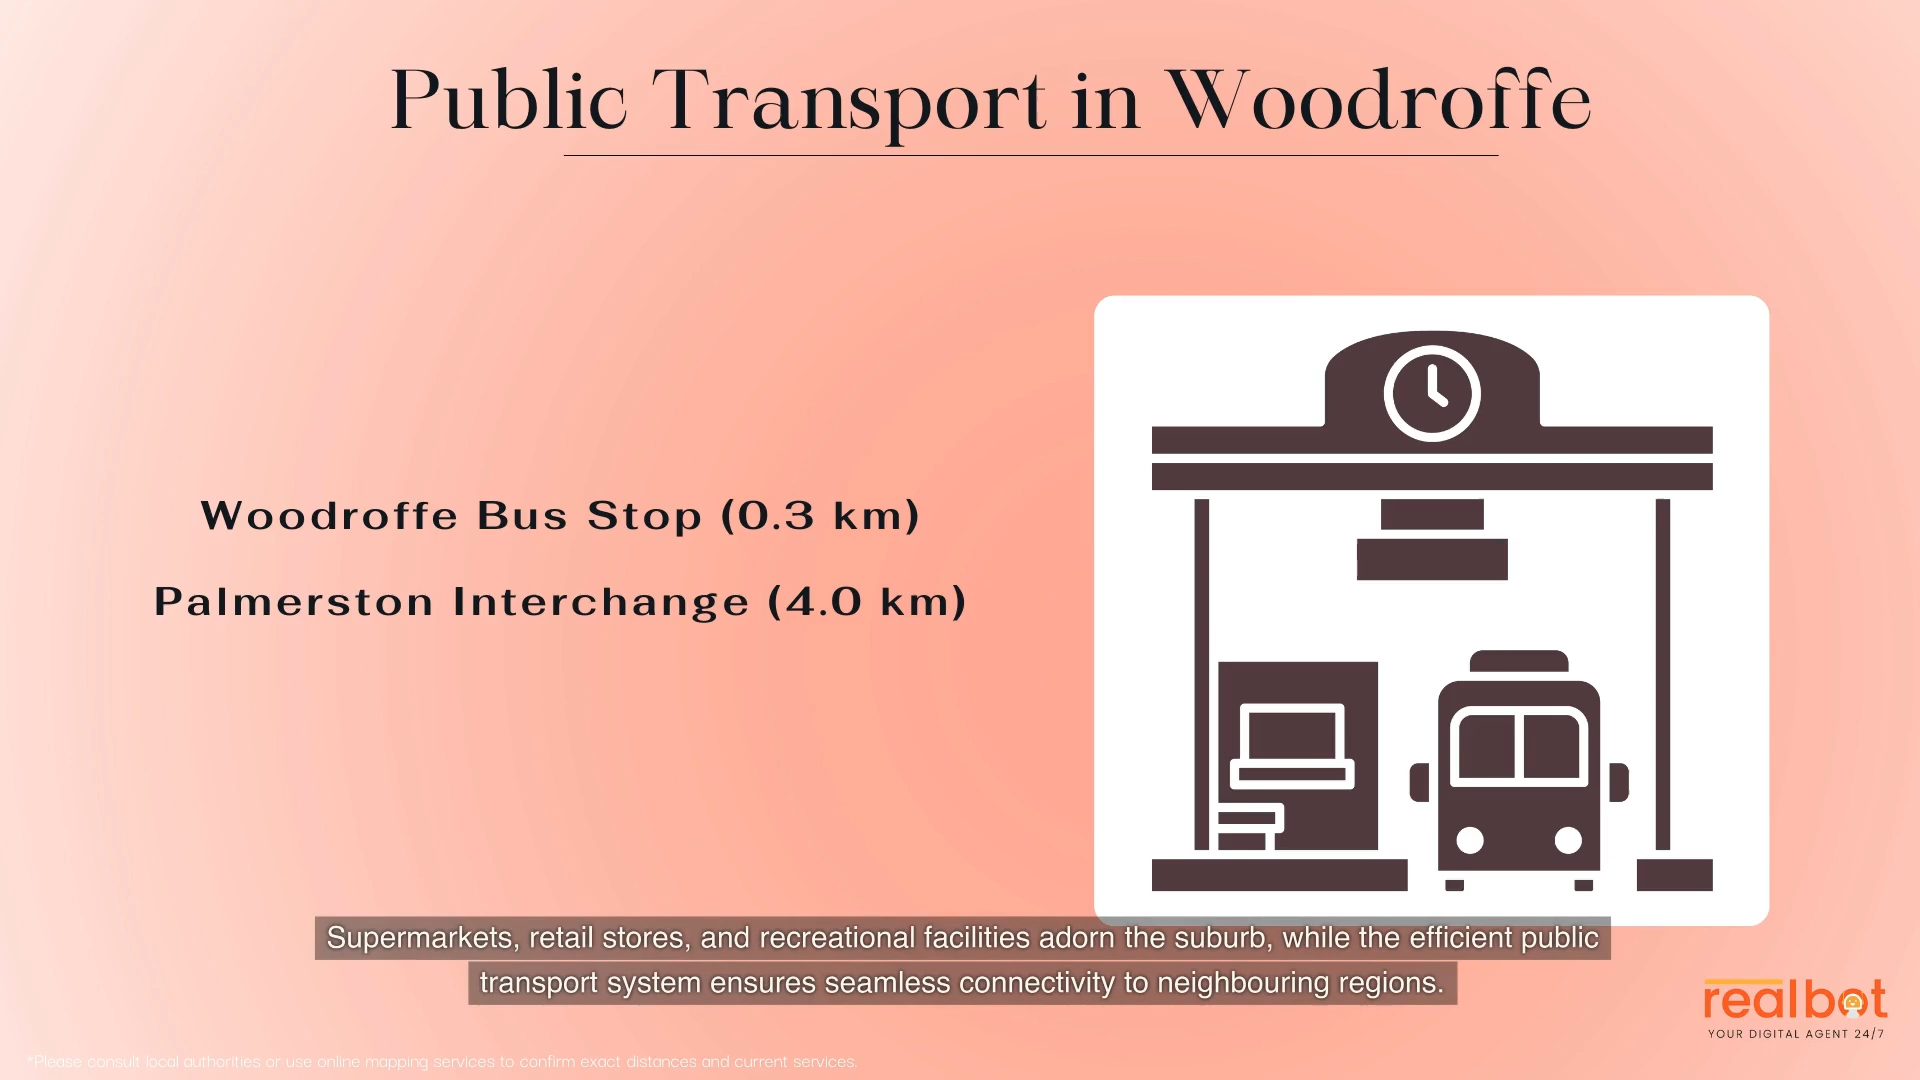 Public Transport in Woodroffe
Woodroffe Bus Stop (0.3 km)
Palmerston Interchange (4.0 km)
Supermarkets, retail stores, and recreational facilities adorn the suburb, while the efficient public
transport system ensures seamless connectivity to neighbouring regions.
realbot
YOUR DIGITAL AGENT 24/7
*Please consult local authorities or use online mapping services to confirm exact distances and current services.